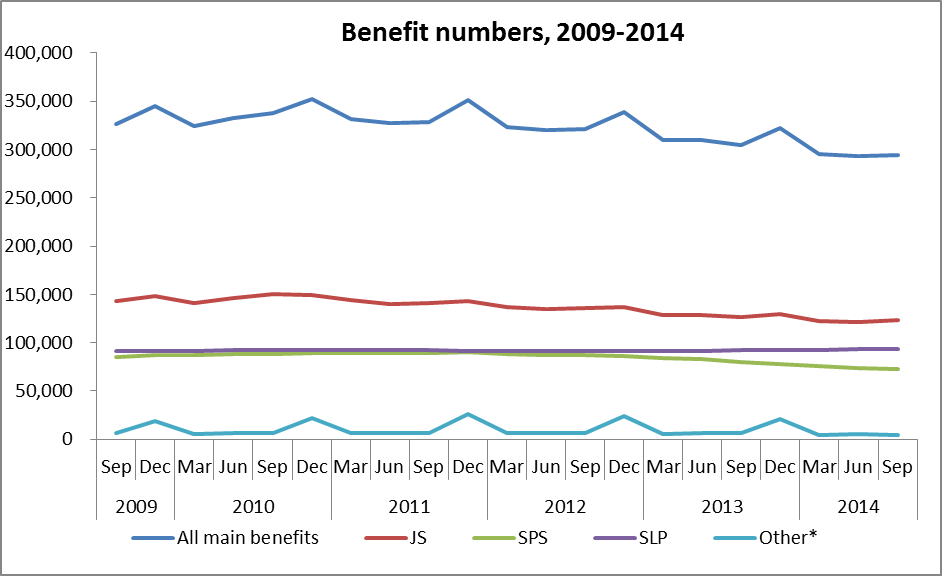 Benefit numbers, 2009-2014
400,000
350,000
300,000
250,000
200,000
150,000
100,000
50,000
0
Sep Dec Mar Jun Sep Dec Mar Jun Sep Dec Mar Jun Sep Dec Mar Jun Sep Dec Mar Jun Sep
2009 2010 2011 2012 2013 2014
All main benefits JS SPS SLP Other*